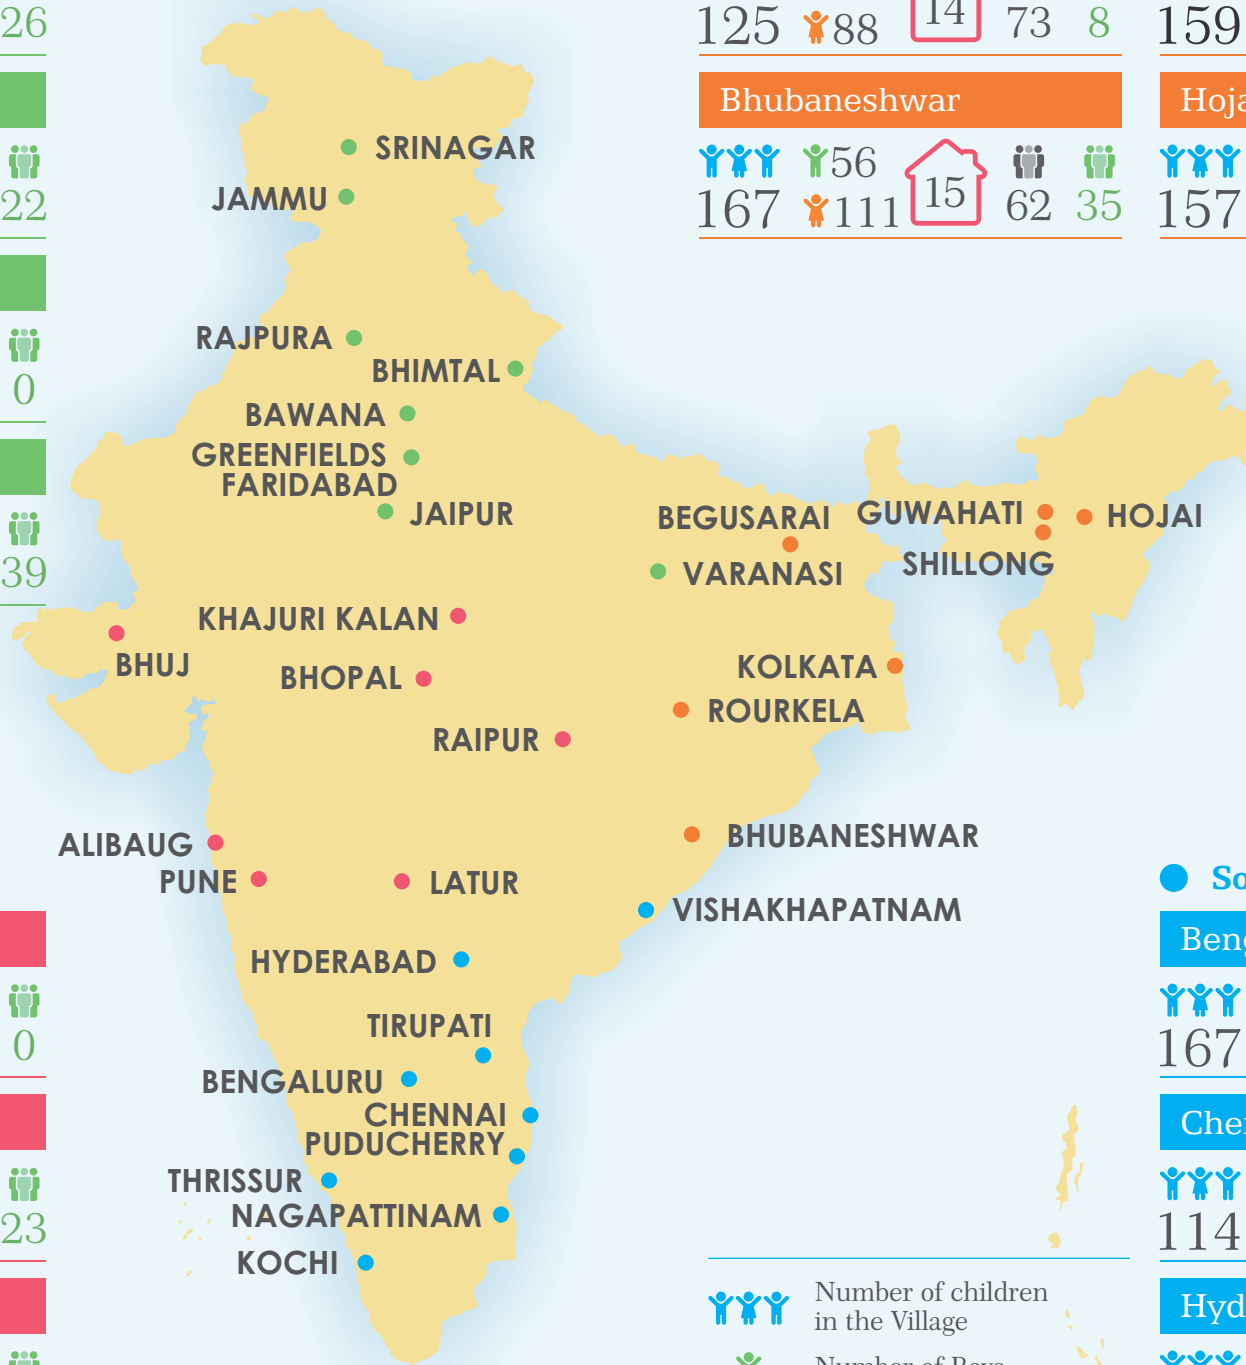 26
22
0
39
0
23
125
88
14
73
8
159
Bhubaneshwar
167
56
111
15
62
35
157
SRINAGAR
JAMMU
RAJPURA
BHIMTAL
BAWANA
GREENFIELDS
FARIDABAD
JAIPUR
BEGUSARAI
GUWAHATI
HOJAI
SHILLONG
VARANASI
KHAJURI KALAN
BHUJ
BHOPAL
KOLKATA
ROURKELA
RAIPUR
ALIBAUG
BHUBANESHWAR
PUNE
LATUR
VISHAKHAPATNAM
HYDERABAD
TIRUPATI
BENGALURU
CHENNAI
PUDUCHERRY
THRISSUR
NAGAPATTINAM
KOCHI
167
114
Number of children
in the Village
Number of Boys